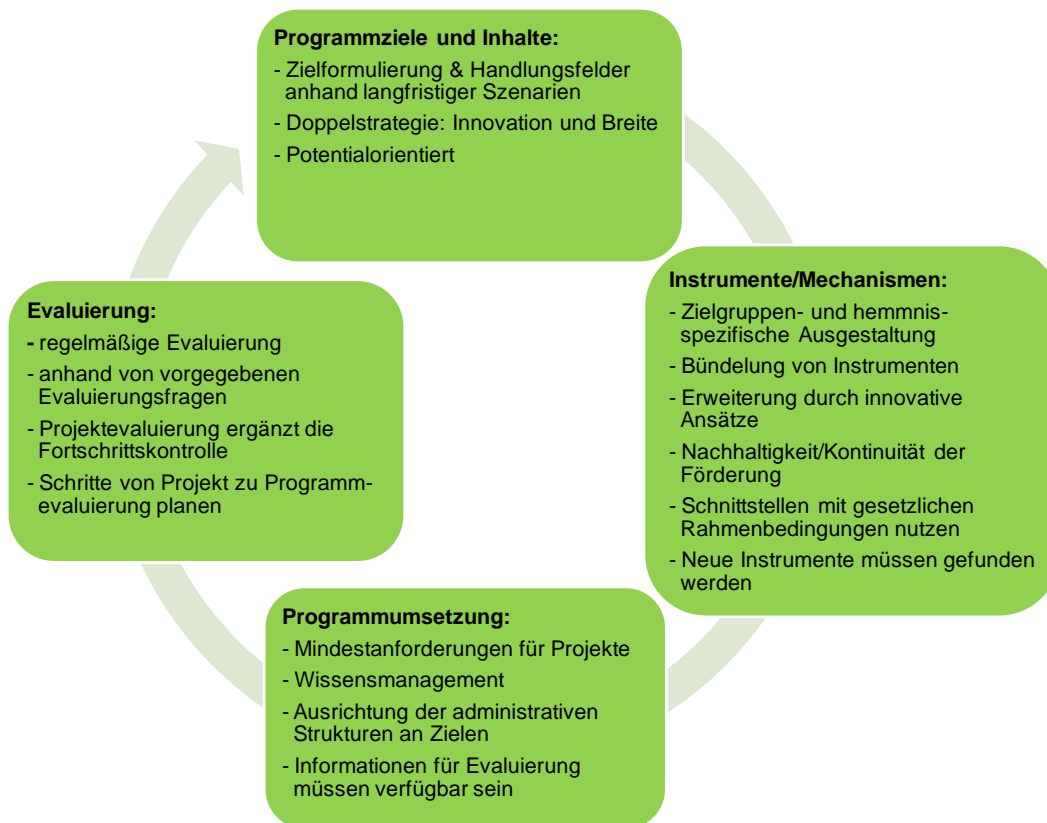 Programmziele und Inhalte:
- Zielformulierung & Handlungsfelder
anhand langfristiger Szenarien
- Doppelstrategie: Innovation und Breite
- Potentialorientiert
Instrumente/Mechanismen:
- Zielgruppen- und hemmnis-
spezifische Ausgestaltung
- Bündelung von Instrumenten
- Erweiterung durch innovative
Ansätze
- Nachhaltigkeit/Kontinuität der
Förderung
- Schnittstellen mit gesetzlichen
Rahmenbedingungen nutzen
- Neue Instrumente müssen gefunden
werden
Programmumsetzung:
- Mindestanforderungen für Projekte
- Wissensmanagement
- Ausrichtung der administrativen
Strukturen an Zielen
- Informationen für Evaluierung
müssen verfügbar sein
Evaluierung:
- regelmäßige Evaluierung
- anhand von vorgegebenen
Evaluierungsfragen
- Projektevaluierung ergänzt die
Fortschrittskontrolle
- Schritte von Projekt zu Programm-
evaluierung planen